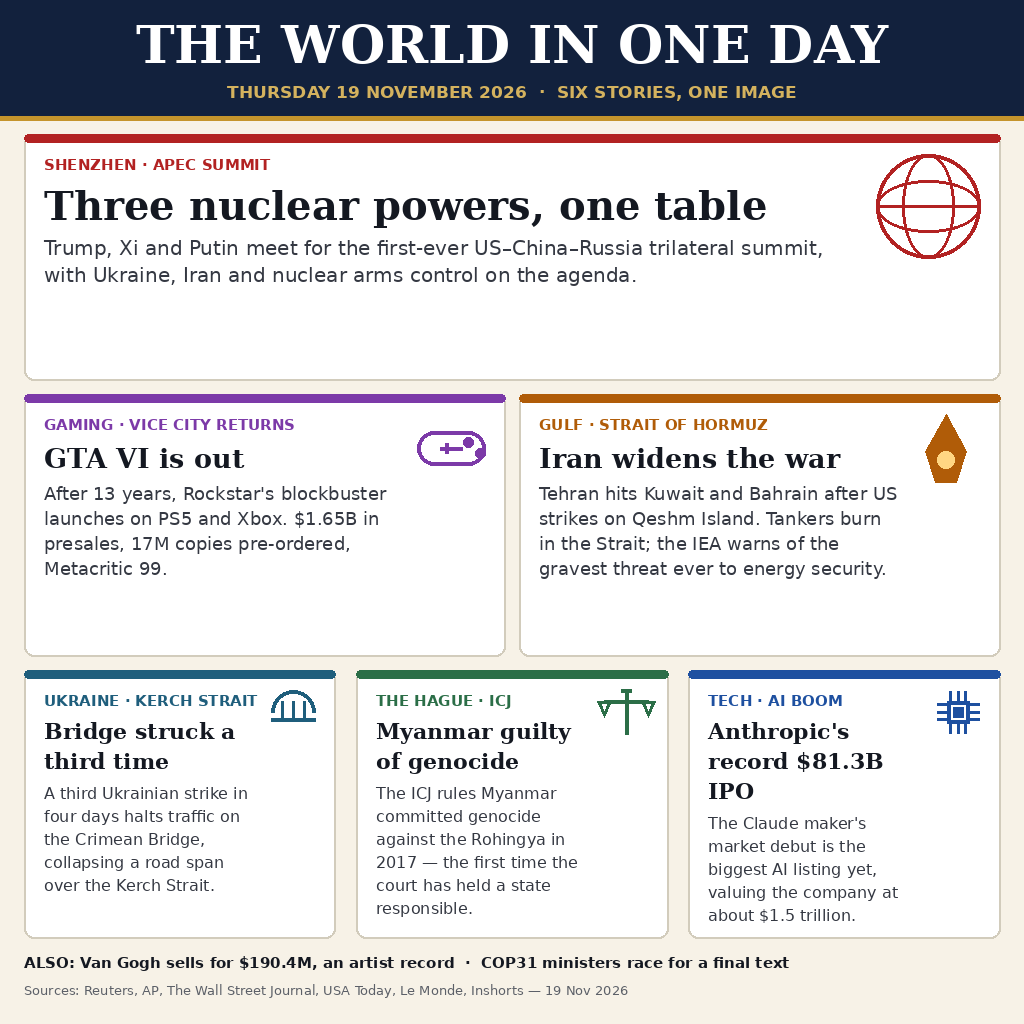 THE WORLD IN ONE DAY
THURSDAY 19 NOVEMBER 2026 · SIX STORIES, ONE IMAGE
SHENZHEN · APEC SUMMIT
Three nuclear powers, one table
Trump, Xi and Putin meet for the first-ever US–China–Russia trilateral summit,
with Ukraine, Iran and nuclear arms control on the agenda.
GAMING · VICE CITY RETURNS
GTA VI is out
After 13 years, Rockstar's blockbuster
launches on PS5 and Xbox. $1.65B in
presales, 17M copies pre-ordered,
Metacritic 99.
GULF · STRAIT OF HORMUZ
Iran widens the war
Tehran hits Kuwait and Bahrain after US
strikes on Qeshm Island. Tankers burn
in the Strait; the IEA warns of the
gravest threat ever to energy security.
UKRAINE · KERCH STRAIT
Bridge struck a
third time
A third Ukrainian strike in
four days halts traffic on
the Crimean Bridge,
collapsing a road span
over the Kerch Strait.
THE HAGUE · ICJ
Myanmar guilty
of genocide
The ICJ rules Myanmar
committed genocide
against the Rohingya in
2017 — the first time the
court has held a state
responsible.
TECH · AI BOOM
Anthropic's
record $81.3B
IPO
The Claude maker's
market debut is the
biggest AI listing yet,
valuing the company at
about $1.5 trillion.
ALSO: Van Gogh sells for $190.4M, an artist record · COP31 ministers race for a final text
Sources: Reuters, AP, The Wall Street Journal, USA Today, Le Monde, Inshorts — 19 Nov 2026